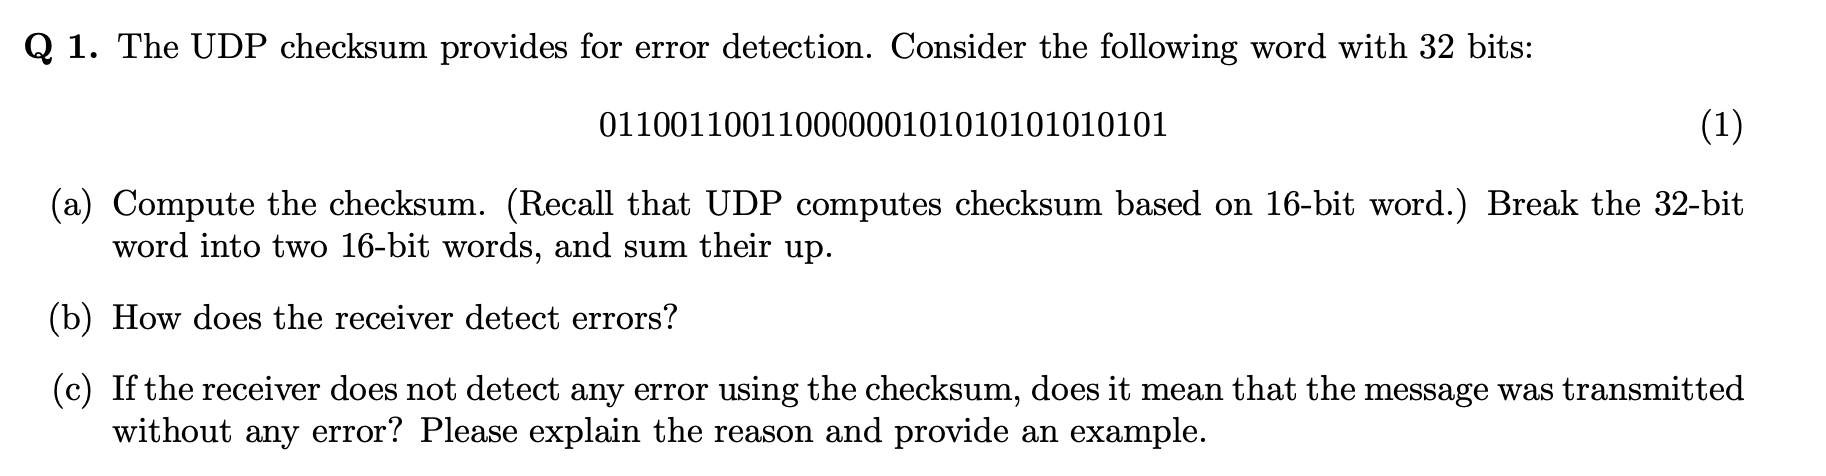 Q 1. The UDP checksum provides for error detection. Consider the following word with 32 bits:
01100110011000000101010101010101 (1)
(a) Compute the checksum. (Recall that UDP computes checksum based on 16-bit word.) Break the 32-bit
word into two 16-bit words, and sum their up.
(b) How does the receiver detect errors?
(c) If the receiver does not detect any error using the checksum, does it mean that the message was transmitted
without any error? Please explain the reason and provide an example.